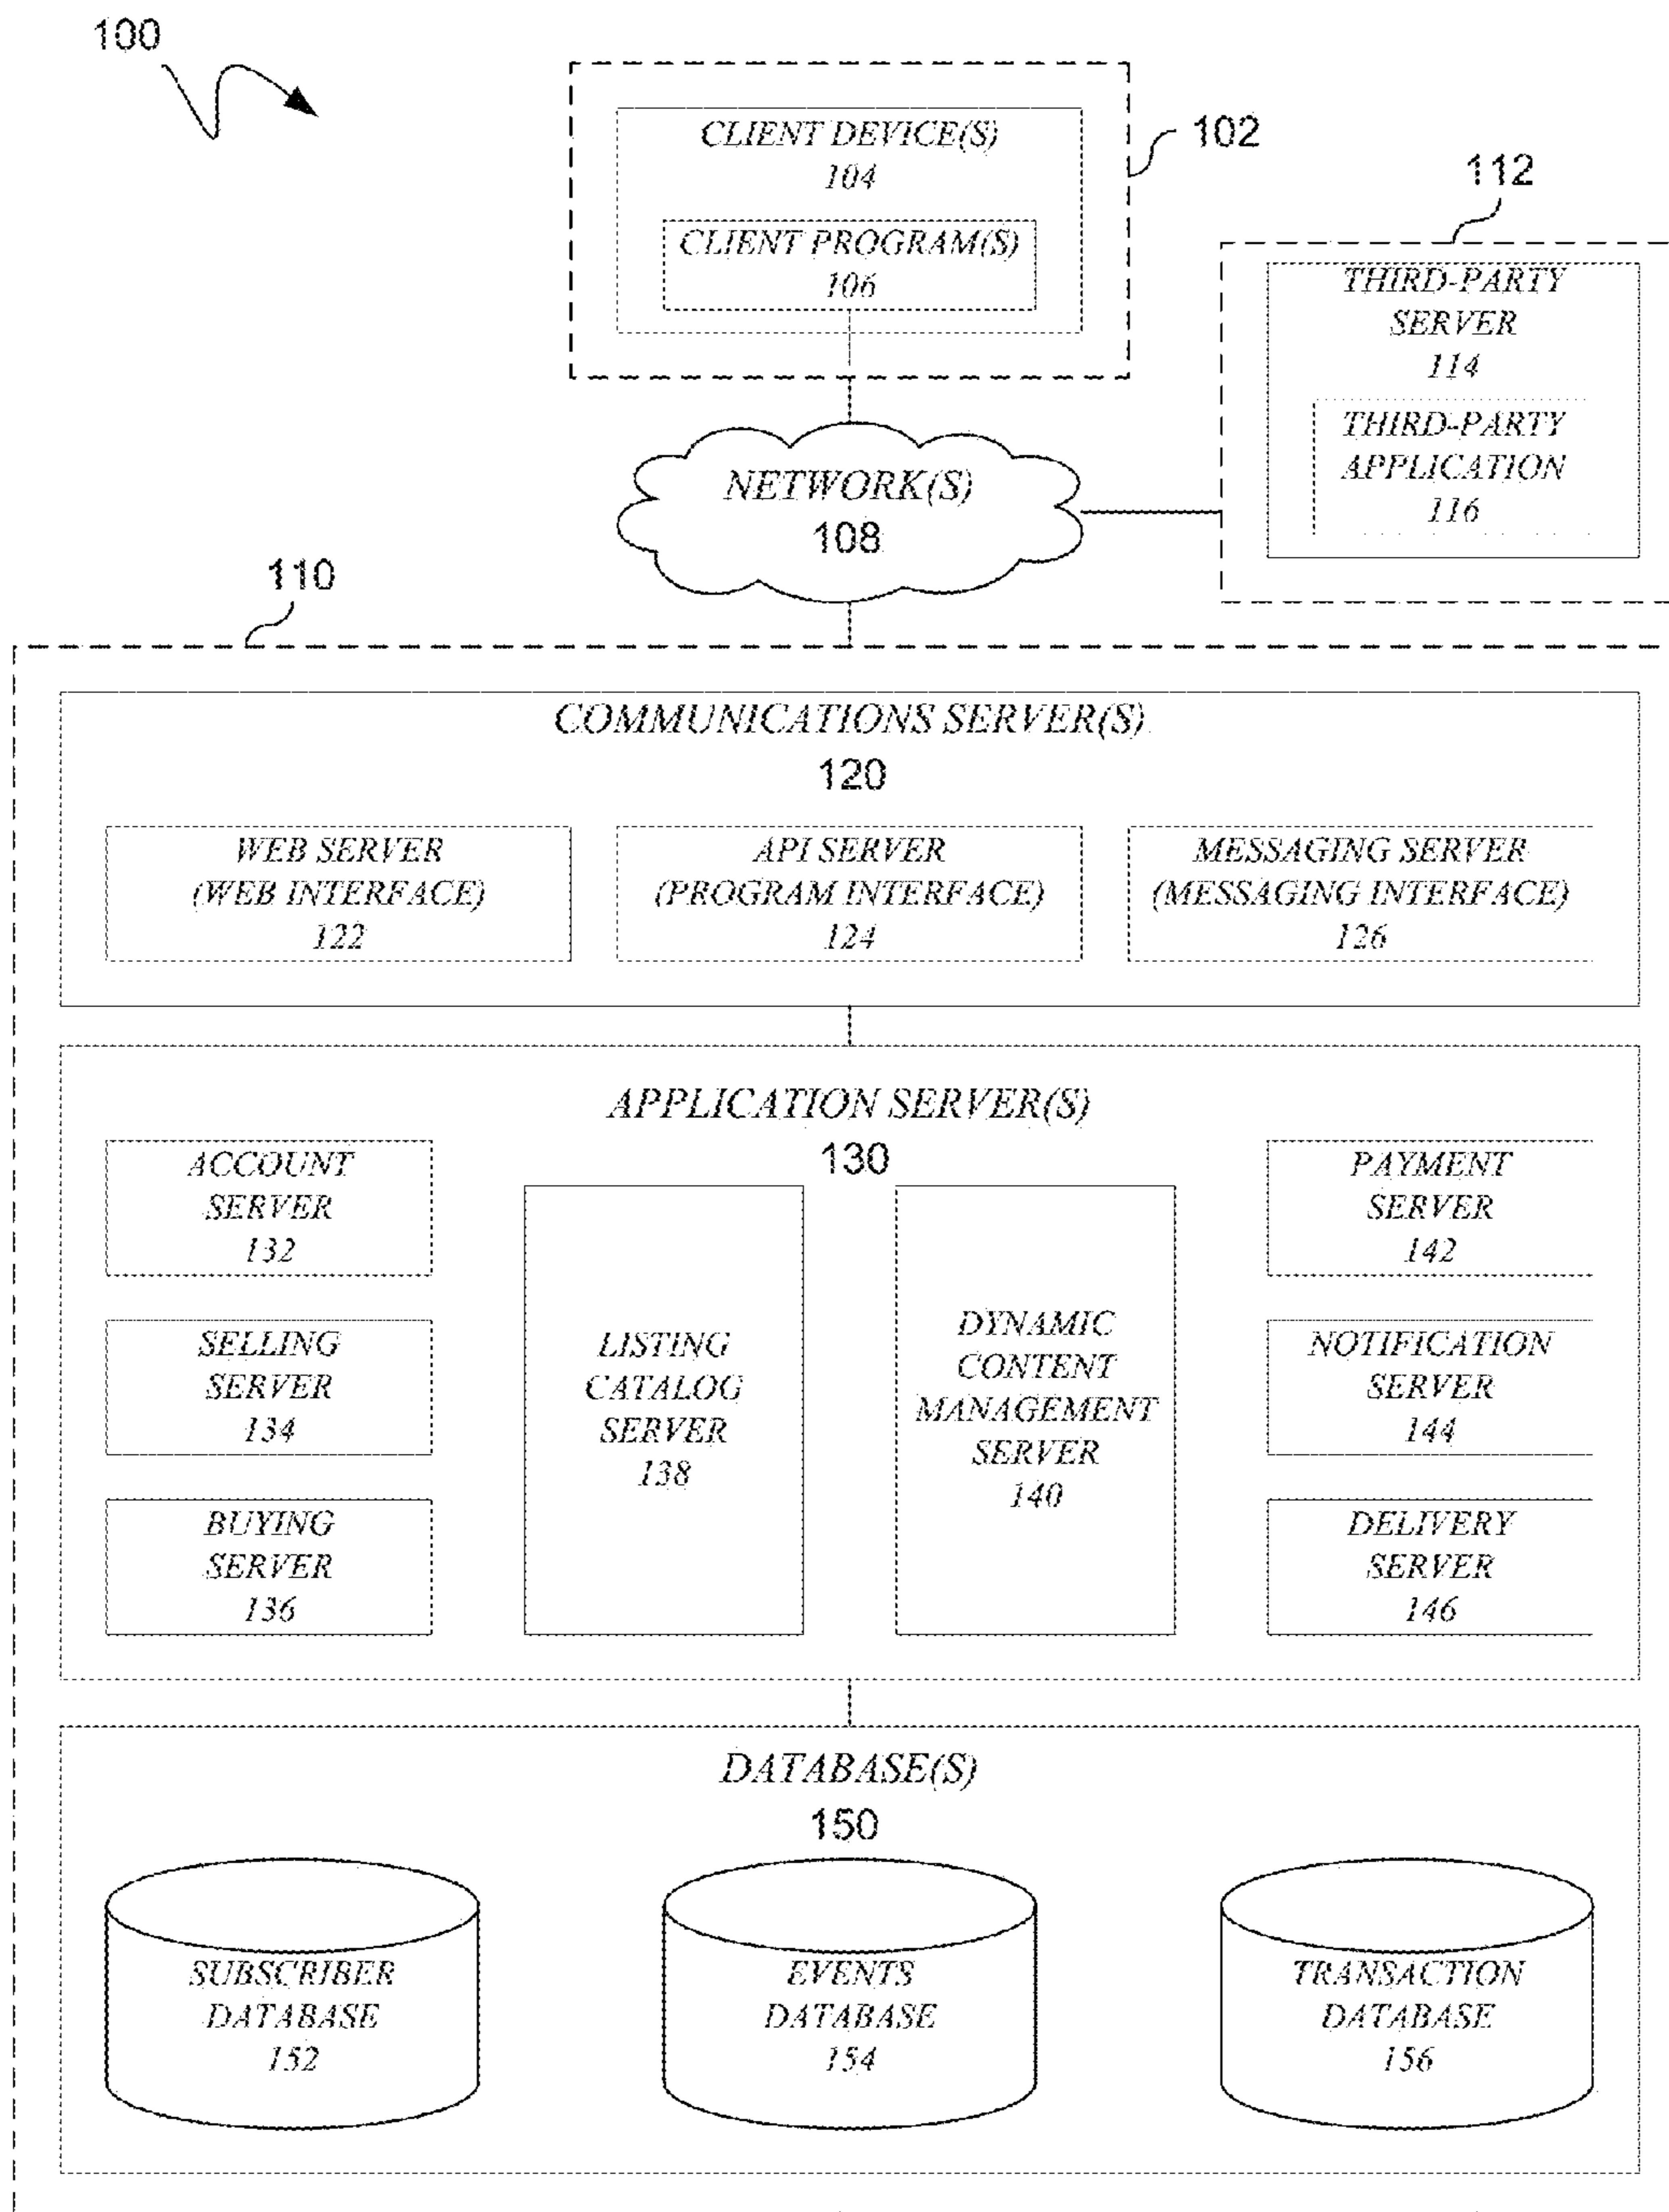 100
CLIENT DEVICE(S)
104
CLIENT PROGRAM(S)
106
102
112
THIRD-PARTY
SERVER
114
THIRD-PARTY
APPLICATION
116
NETWORK(S)
108
110
COMMUNICATIONS SERVER(S)
120
WEB SERVER
(WEB INTERFACE)
122
API SERVER
(PROGRAM INTERFACE)
124
MESSAGING SERVER
(MESSAGING INTERFACE)
126
APPLICATION SERVER(S)
130
ACCOUNT
SERVER
132
SELLING
SERVER
134
BUYING
SERVER
136
LISTING
CATALOG
SERVER
138
DYNAMIC
CONTENT
MANAGEMENT
SERVER
140
PAYMENT
SERVER
142
NOTIFICATION
SERVER
144
DELIVERY
SERVER
146
DATABASE(S)
150
SUBSCRIBER
DATABASE
152
EVENTS
DATABASE
154
TRANSACTION
DATABASE
156